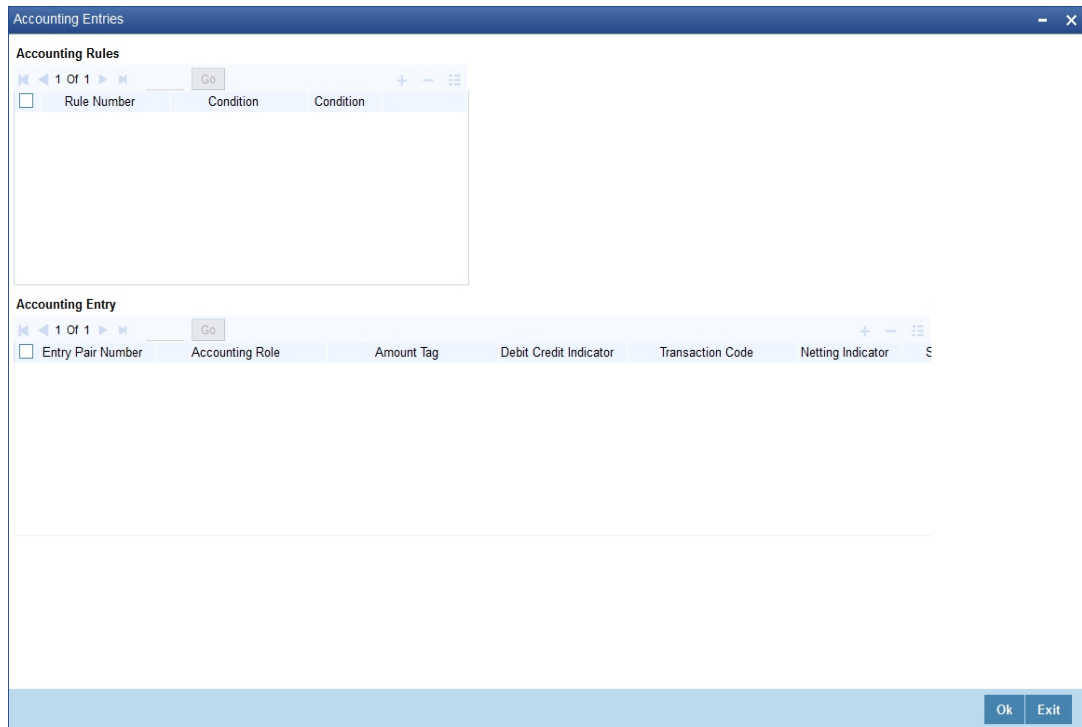 Accounting Entries
Accounting Rules
1 Of 1 Go
Rule Number Condition Condition
Accounting Entry
1 Of 1 Go
Entry Pair Number Accounting Role Amount Tag Debit Credit Indicator Transaction Code Netting Indicator S
Ok Exit